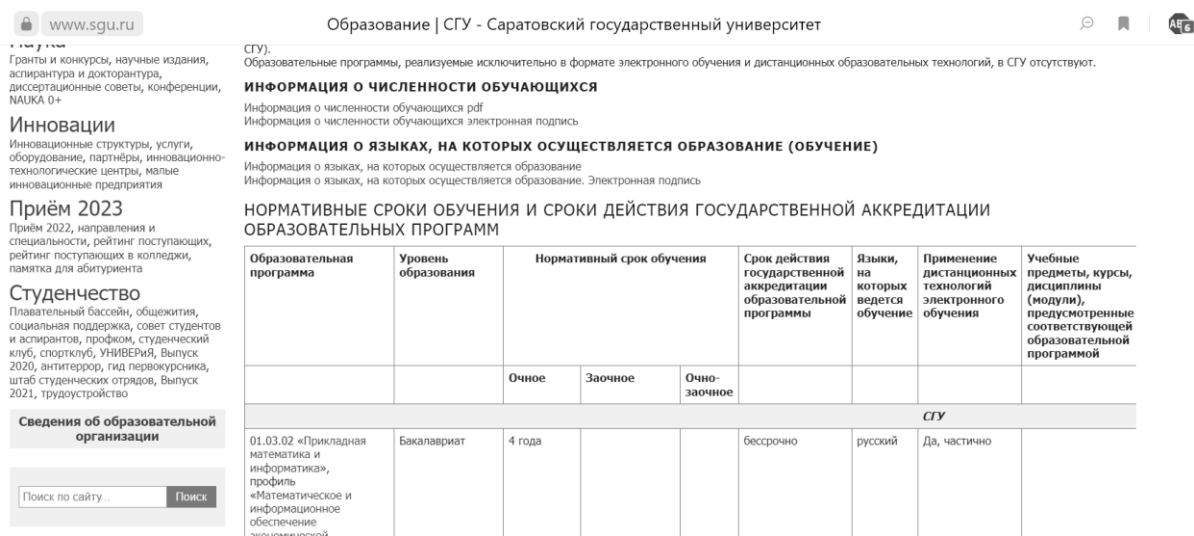 www.sgu.ru
Образование | СГУ - Саратовский государственный университет
6
Наука
Гранты и конкурсы, научные издания,
аспирантура и докторантура,
диссертационные советы, конференции,
NAUKA 0+
Инновации
Инновационные структуры, услуги,
оборудование, партнёры, инновационно-
технологические центры, малые
инновационные предприятия
Приём 2023
Приём 2022, направления и
специальности, рейтинг поступающих,
рейтинг поступающих в колледжи,
памятка для абитуриента
Студенчество
Плавательный бассейн, общежития,
социальная поддержка, совет студентов
и аспирантов, профком, студенческий
клуб, спортклуб, УНИВЕРиЯ, Выпуск
2020, антитеррор, гид первокурсника,
штаб студенческих отрядов, Выпуск
2021, трудоустройство
Сведения об образовательной
организации
Поиск по сайту...
Поиск
СГУ).
Образовательные программы, реализуемые исключительно в формате электронного обучения и дистанционных образовательных технологий, в СГУ отсутствуют.
ИНФОРМАЦИЯ О ЧИСЛЕННОСТИ ОБУЧАЮЩИХСЯ
Информация о численности обучающихся pdf
Информация о численности обучающихся электронная подпись
ИНФОРМАЦИЯ О ЯЗЫКАХ, НА КОТОРЫХ ОСУЩЕСТВЛЯЕТСЯ ОБРАЗОВАНИЕ (ОБУЧЕНИЕ)
Информация о языках, на которых осуществляется образование
Информация о языках, на которых осуществляется образование. Электронная подпись
НОРМАТИВНЫЕ СРОКИ ОБУЧЕНИЯ И СРОКИ ДЕЙСТВИЯ ГОСУДАРСТВЕННОЙ АККРЕДИТАЦИИ
ОБРАЗОВАТЕЛЬНЫХ ПРОГРАММ
Образовательная
программа
Уровень
образования
Нормативный срок обучения
Срок действия
государственной
аккредитации
образовательной
программы
Языки,
на
которых
ведется
обучение
Применение
дистанционных
технологий
электронного
обучения
Учебные
предметы, курсы,
дисциплины
(модули),
предусмотренные
соответствующей
образовательной
программой
Очное
Заочное
Очно-
заочное
СГУ
01.03.02 «Прикладная
математика и
информатика»,
профиль
«Математическое и
информационное
обеспечение
экономической
Бакалавриат
4 года
бессрочно
русский
Да, частично